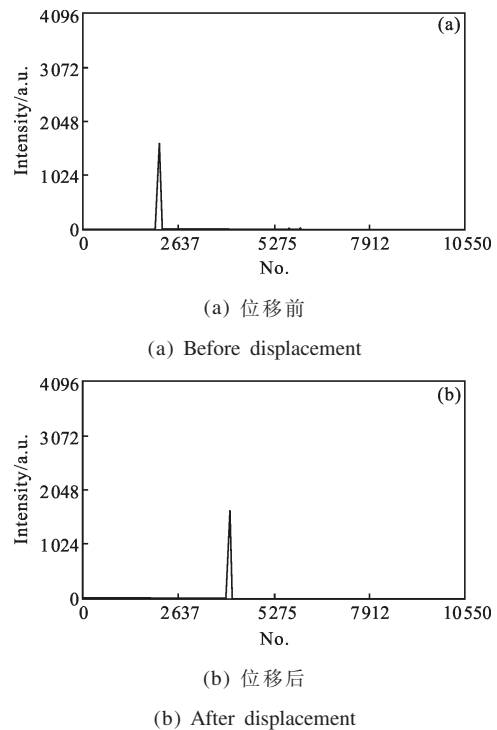 4096
(a)
3072
2048
1024
0
Intensity/a.u.
0 2637 5275 7912 10550
No.
(a) 位移前
(a) Before displacement
4096
(b)
3072
2048
1024
0
Intensity/a.u.
0 2637 5275 7912 10550
No.
(b) 位移后
(b) After displacement